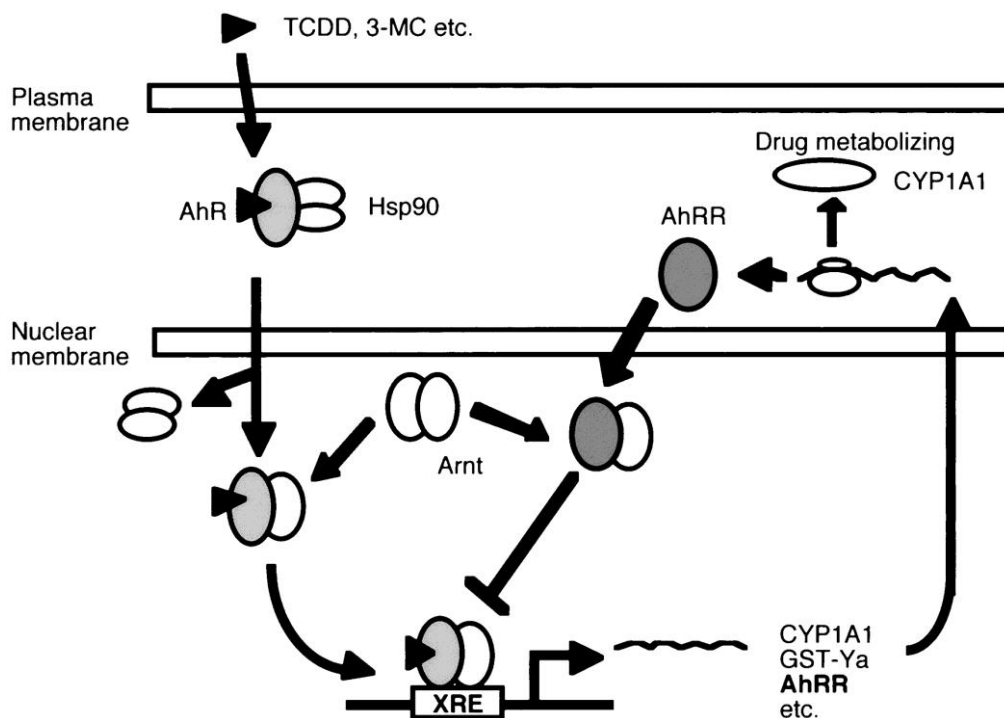 TCDD, 3-MC etc.
Plasma
membrane
Drug metabolizing
CYP1A1
AhR
Hsp90
AhRR
Nuclear
membrane
Arnt
XRE
CYP1A1
GST-Ya
AhRR
etc.